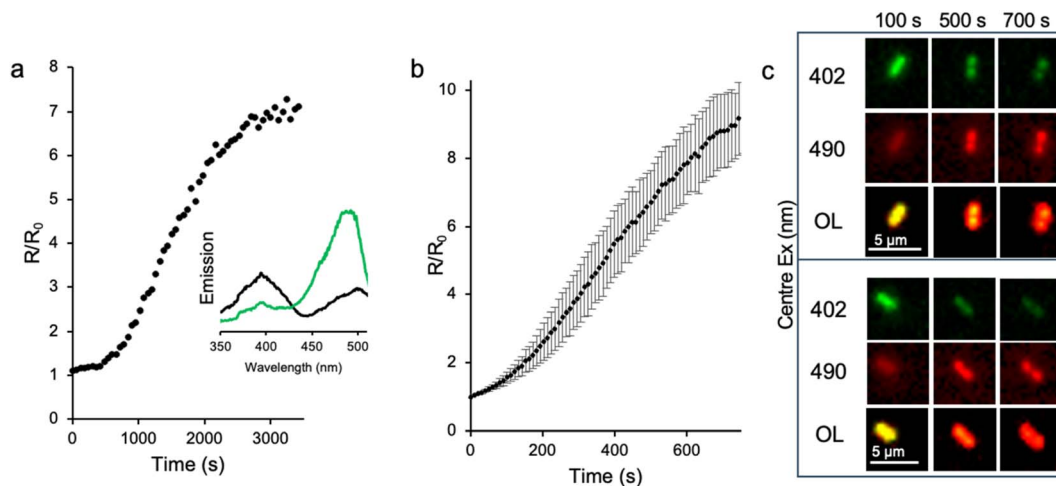 a
R/R0
8
7
6
5
4
3
2
1
0
0 1000 2000 3000
Time (s)
Emission
350 400 450 500
Wavelength (nm)
b
R/R0
10
8
6
4
2
0
0 200 400 600
Time (s)
c
100 s 500 s 700 s
Centre Ex (nm)
402
490
OL
5 µm
402
490
OL
5 µm